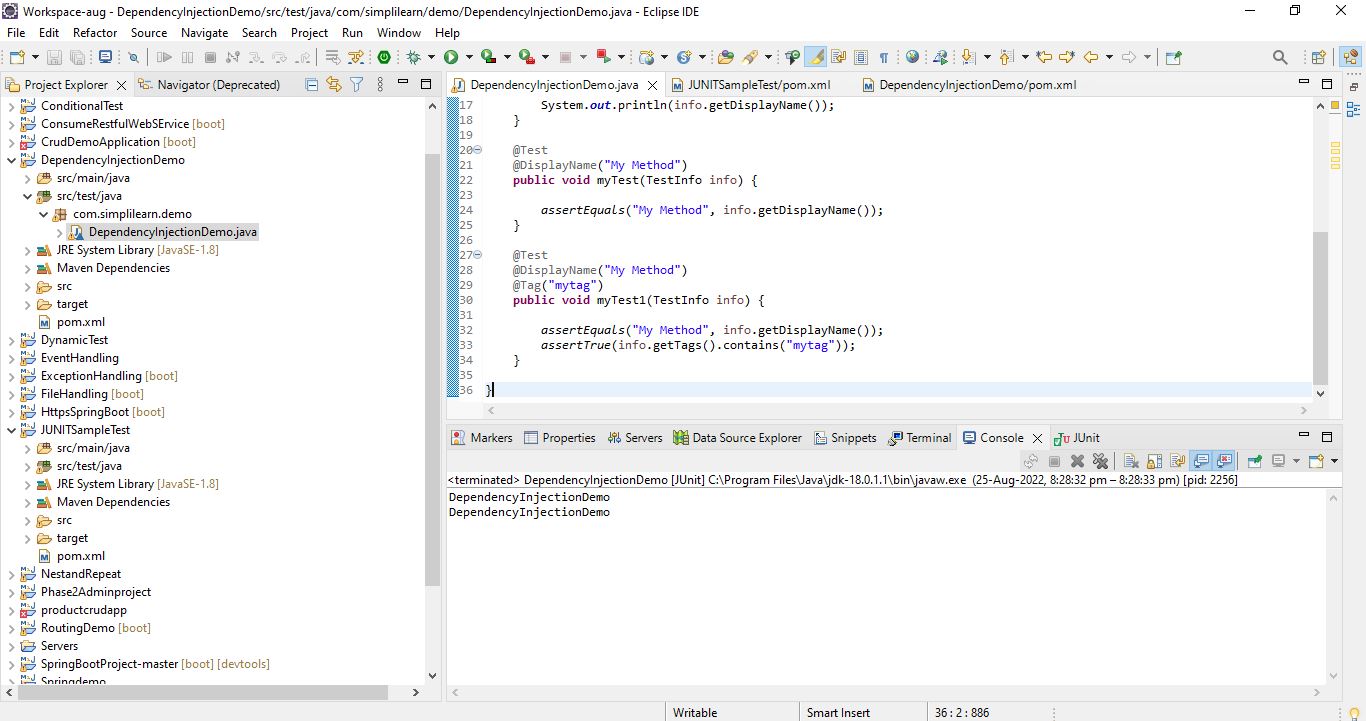 Workspace-aug - DependencyInjectionDemo/src/test/java/com/simplilearn/demo/DependencyInjectionDemo.java - Eclipse IDE
File Edit Refactor Source Navigate Search Project Run Window Help
Project Explorer Navigator (Deprecated)
ConditionalTest
ConsumeRestfulWebSErvice [boot]
CrudDemoApplication [boot]
DependencyInjectionDemo
src/main/java
src/test/java
com.simplilearn.demo
DependencyInjectionDemo.java
JRE System Library [JavaSE-1.8]
Maven Dependencies
src
target
pom.xml
DynamicTest
EventHandling
ExceptionHandling [boot]
FileHandling [boot]
HttpsSpringBoot [boot]
JUNITSampleTest
src/main/java
src/test/java
JRE System Library [JavaSE-1.8]
Maven Dependencies
src
target
pom.xml
NestandRepeat
Phase2Adminproject
productcrudapp
RoutingDemo [boot]
Servers
SpringBootProject-master [boot] [devtools]
Springdemo
DependencyInjectionDemo.java JUNITSampleTest/pom.xml DependencyInjectionDemo/pom.xml
17 System.out.println(info.getDisplayName());
18 }
19
20 @Test
21 @DisplayName("My Method")
22 public void myTest(TestInfo info) {
23
24 assertEquals("My Method", info.getDisplayName());
25 }
26
27 @Test
28 @DisplayName("My Method")
29 @Tag("mytag")
30 public void myTest1(TestInfo info) {
31
32 assertEquals("My Method", info.getDisplayName());
33 assertTrue(info.getTags().contains("mytag"));
34 }
35
36 }
Markers Properties Servers Data Source Explorer Snippets Terminal Console JUnit
<terminated> DependencyInjectionDemo [JUnit] C:\Program Files\Java\jdk-18.0.1.1\bin\javaw.exe (25-Aug-2022, 8:28:32 pm – 8:28:33 pm) [pid: 2256]
DependencyInjectionDemo
DependencyInjectionDemo
Writable Smart Insert 36 : 2 : 886